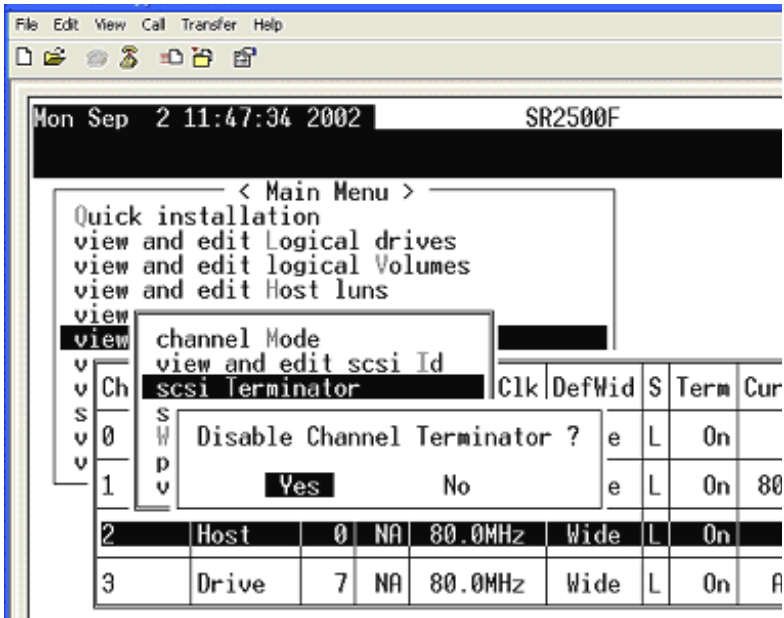 File Edit View Call Transfer Help
Mon Sep 2 11:47:34 2002 SR2500F
< Main Menu >
Quick installation
view and edit Logical drives
view and edit logical Volumes
view and edit Host luns
view
view
channel Mode
view and edit scsi Id
scsi Terminator
v
v
s
v
v
s
W
p
v
Ch Clk DefWid S Term Cur
Disable Channel Terminator ?
Yes No
0 e L On
1 e L On 80
2 Host 0 NA 80.0MHz Wide L On
3 Drive 7 NA 80.0MHz Wide L On A